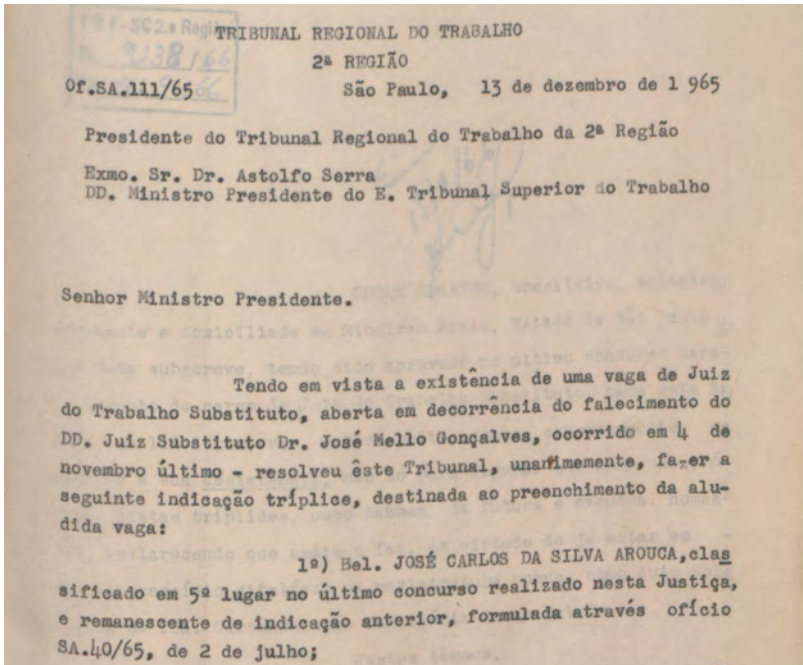 TRT - SC 2.ª Região
9138/66
TRIBUNAL REGIONAL DO TRABALHO
2ª REGIÃO
Of.SA.111/65 São Paulo, 13 de dezembro de 1 965
Presidente do Tribunal Regional do Trabalho da 2ª Região
Exmo. Sr. Dr. Astolfo Serra
DD. Ministro Presidente do E. Tribunal Superior do Trabalho
Senhor Ministro Presidente.
Tendo em vista a existência de uma vaga de Juiz
do Trabalho Substituto, aberta em decorrência do falecimento do
DD. Juiz Substituto Dr. José Mello Gonçalves, ocorrido em 4 de
novembro último - resolveu êste Tribunal, unanimemente, fazer a
seguinte indicação tríplice, destinada ao preenchimento da alu-
dida vaga:
1º) Bel. JOSÉ CARLOS DA SILVA AROUCA,clas
sificado em 5º lugar no último concurso realizado nesta Justiça,
e remanescente de indicação anterior, formulada através ofício
SA.40/65, de 2 de julho;